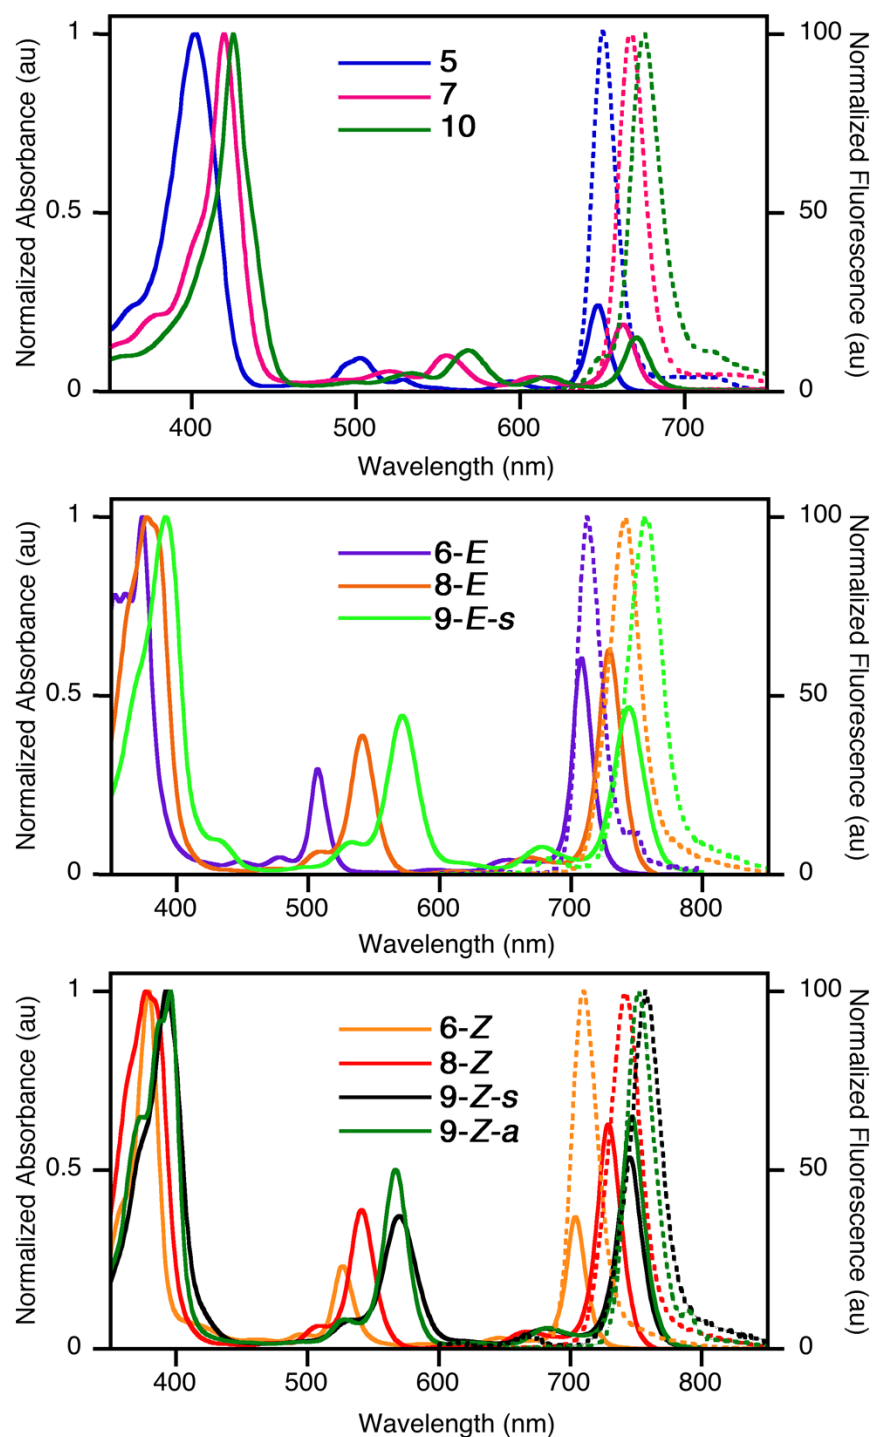 Normalized Absorbance (au)
1
0.5
0
5
7
10
100
50
0
Normalized Fluorescence (au)
400
500
600
700
Wavelength (nm)
Normalized Absorbance (au)
1
0.5
0
6-E
8-E
9-E-s
100
50
0
Normalized Fluorescence (au)
400
500
600
700
800
Wavelength (nm)
Normalized Absorbance (au)
1
0.5
0
6-Z
8-Z
9-Z-s
9-Z-a
100
50
0
Normalized Fluorescence (au)
400
500
600
700
800
Wavelength (nm)